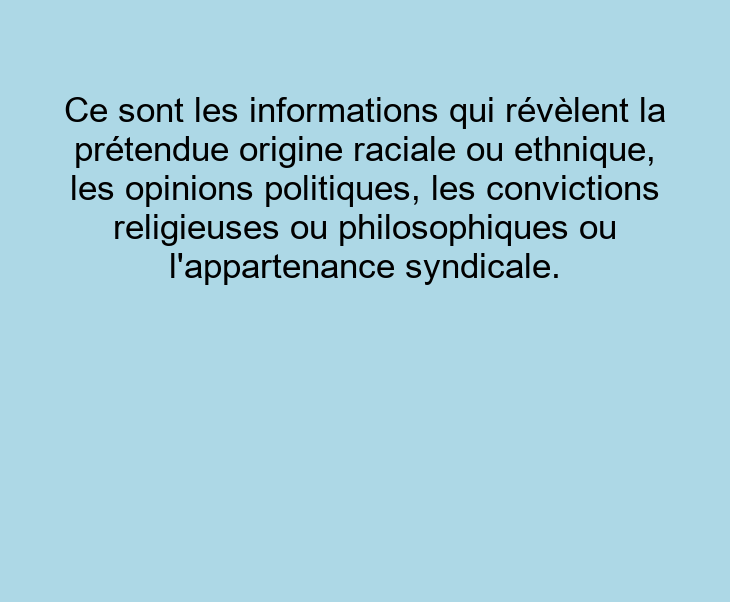 Ce sont les informations qui révèlent la
prétendue origine raciale ou ethnique,
les opinions politiques, les convictions
religieuses ou philosophiques ou
l'appartenance syndicale.